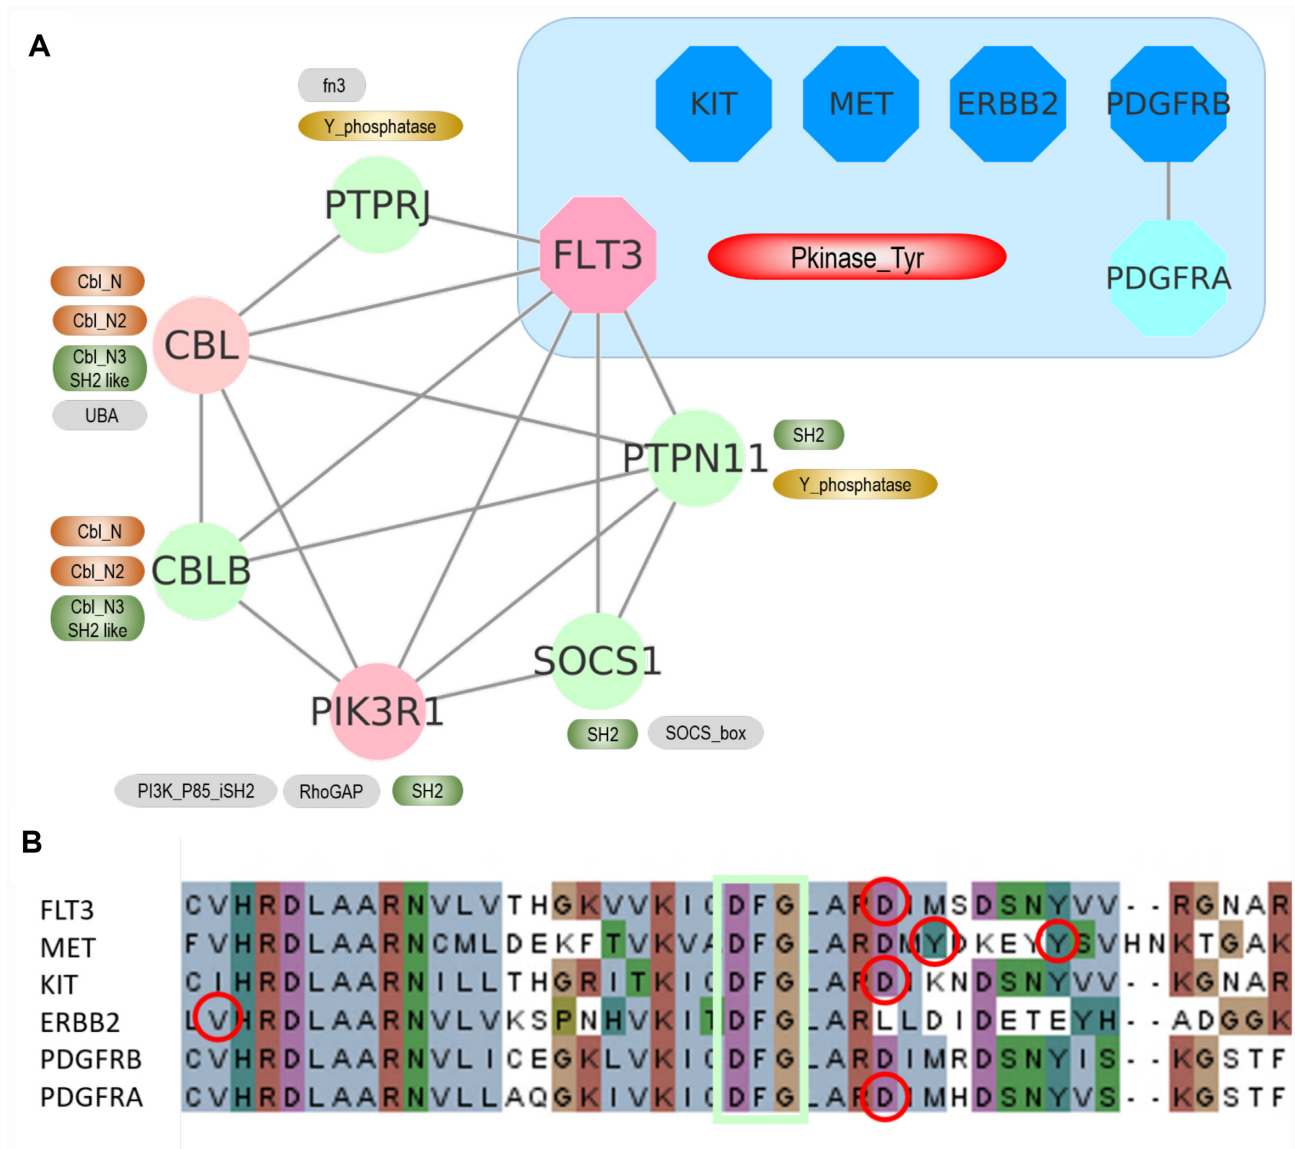 A
fn3
Y_phosphatase
KIT
MET
ERBB2
PDGFRB
PTPRJ
FLT3
Pkinase_Tyr
PDGFRA
Cbl_N
Cbl_N2
Cbl_N3
SH2 like
UBA
CBL
PTPN11
SH2
Y_phosphatase
Cbl_N
Cbl_N2
Cbl_N3
SH2 like
CBLB
SOCS1
PIK3R1
SH2
SOCS_box
PI3K_P85_iSH2
RhoGAP
SH2
B
FLT3 CVHRDLAARNVLVTHGKVVKICDFGLARDIMSDSNYVV--RGNAR
MET FVHRDLAARNCMLDEKFTVKVADFGLARDMYDKEYYSVHNKTGAK
KIT CIHRDLAARNILLTHGRITKICDFGLARDIKNDSNYVV--KGNAR
ERBB2 LVHRDLAARNVLVKSPNHVKITDFGLARLLDIDETEYH--ADGGK
PDGFRB CVHRDLAARNVLICEGKLVKICDFGLARDIMRDSNYIS--KGSTF
PDGFRA CVHRDLAARNVLLAQGKIVKICDFGLARDIMHDSNYVS--KGSTF